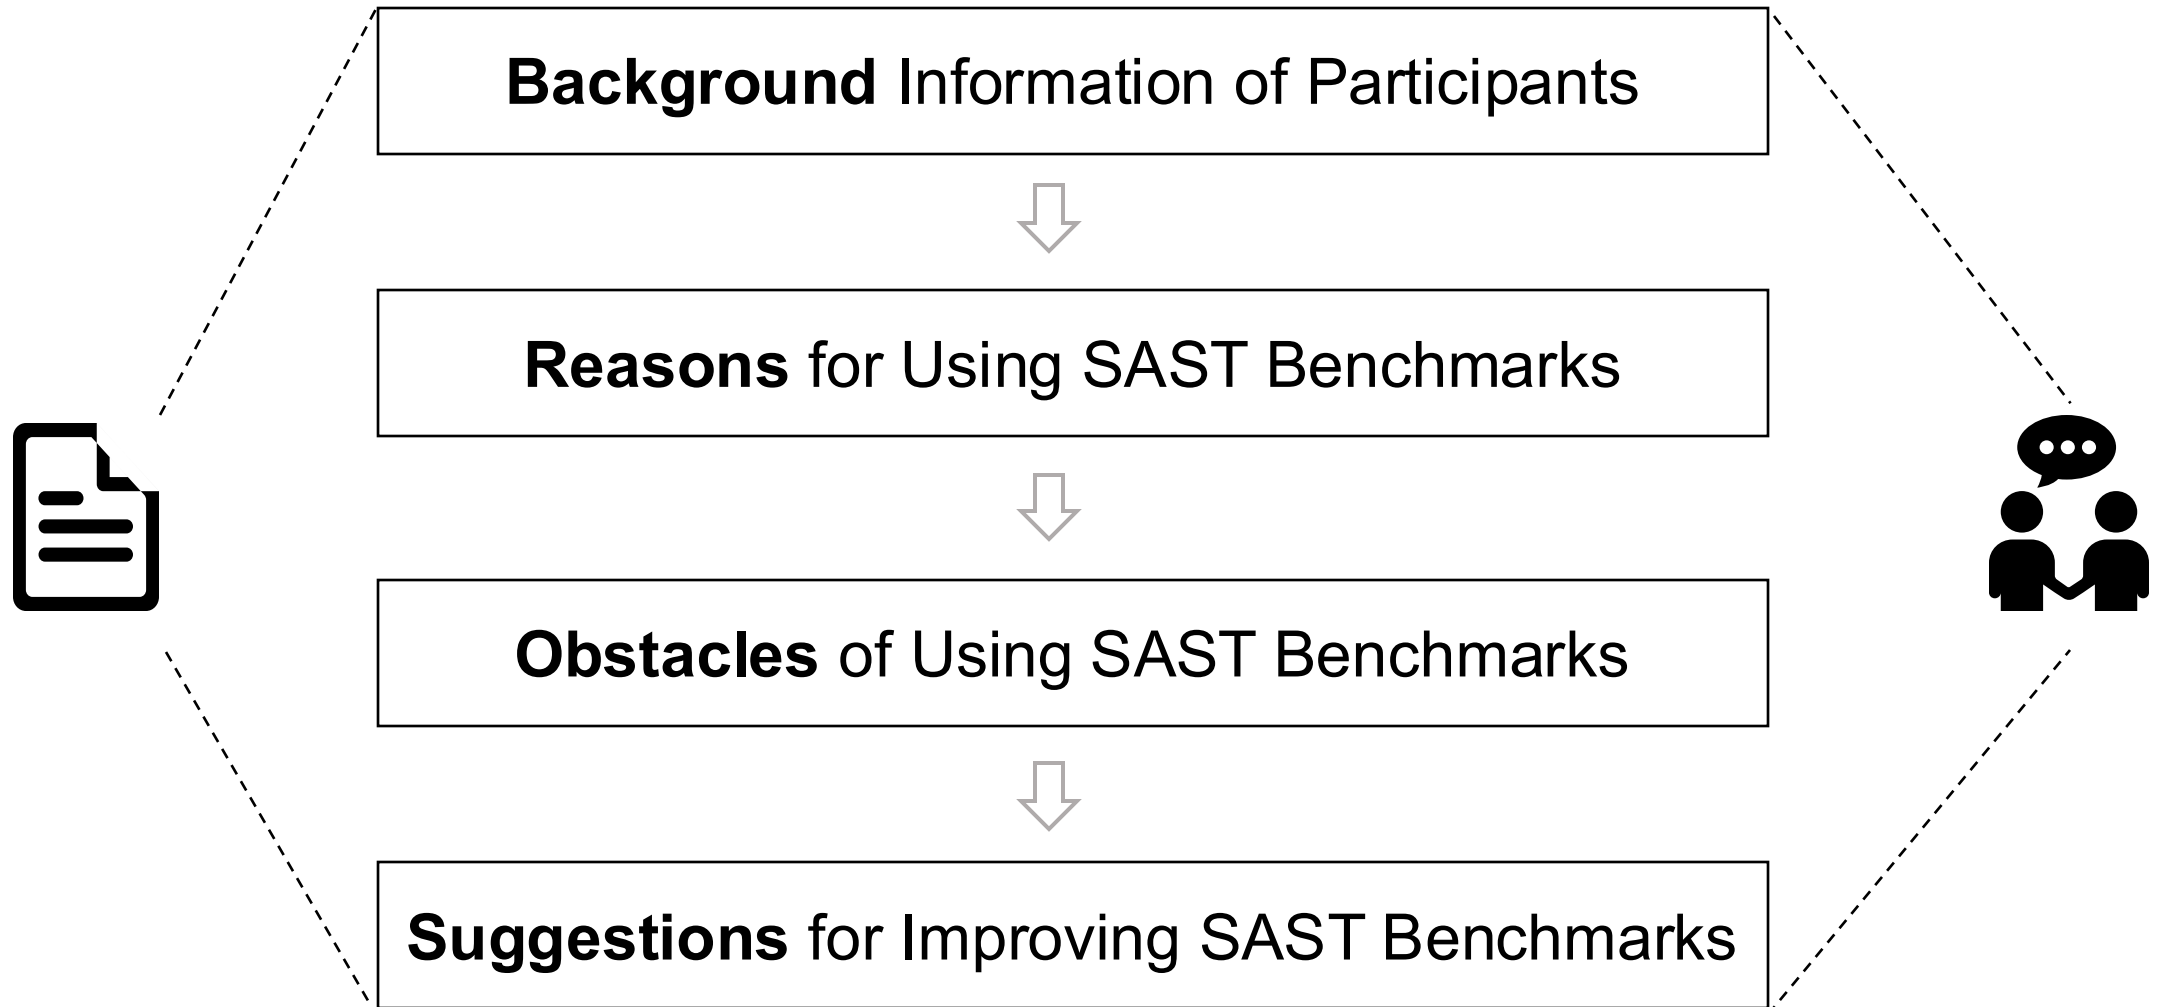 Background Information of Participants
Reasons for Using SAST Benchmarks
Obstacles of Using SAST Benchmarks
Suggestions for Improving SAST Benchmarks